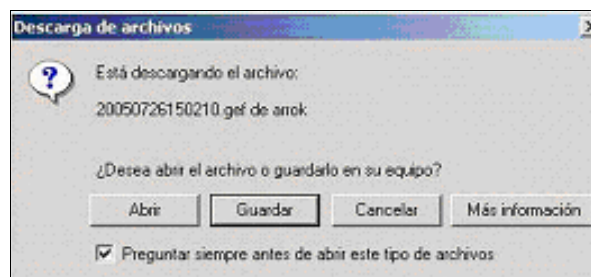 Descarga de archivos
Está descargando el archivo:
20050726150210.gef de arrok
¿Desea abrir el archivo o guardarlo en su equipo?
Abrir Guardar Cancelar Más información
Preguntar siempre antes de abrir este tipo de archivos